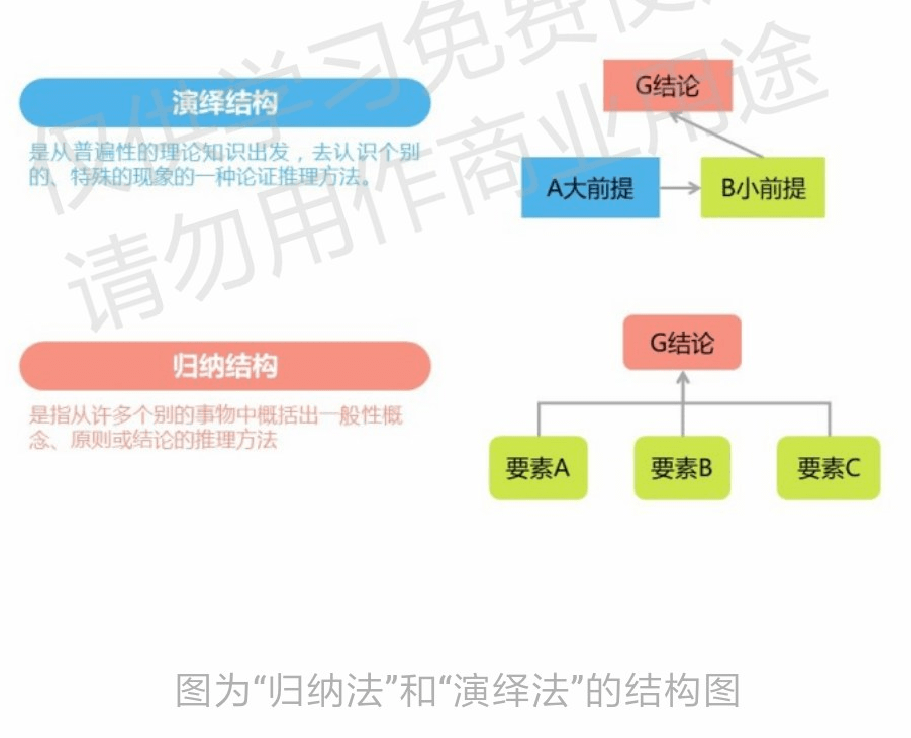 仅供学习免费使用
请勿用作商业用途
演绎结构
是从普遍性的理论知识出发，去认识个别
的、特殊的现象的一种论证推理方法。
G结论
A大前提
B小前提
归纳结构
是指从许多个别的事物中概括出一般性概
念、原则或结论的推理方法
G结论
要素A
要素B
要素C
图为“归纳法”和“演绎法”的结构图